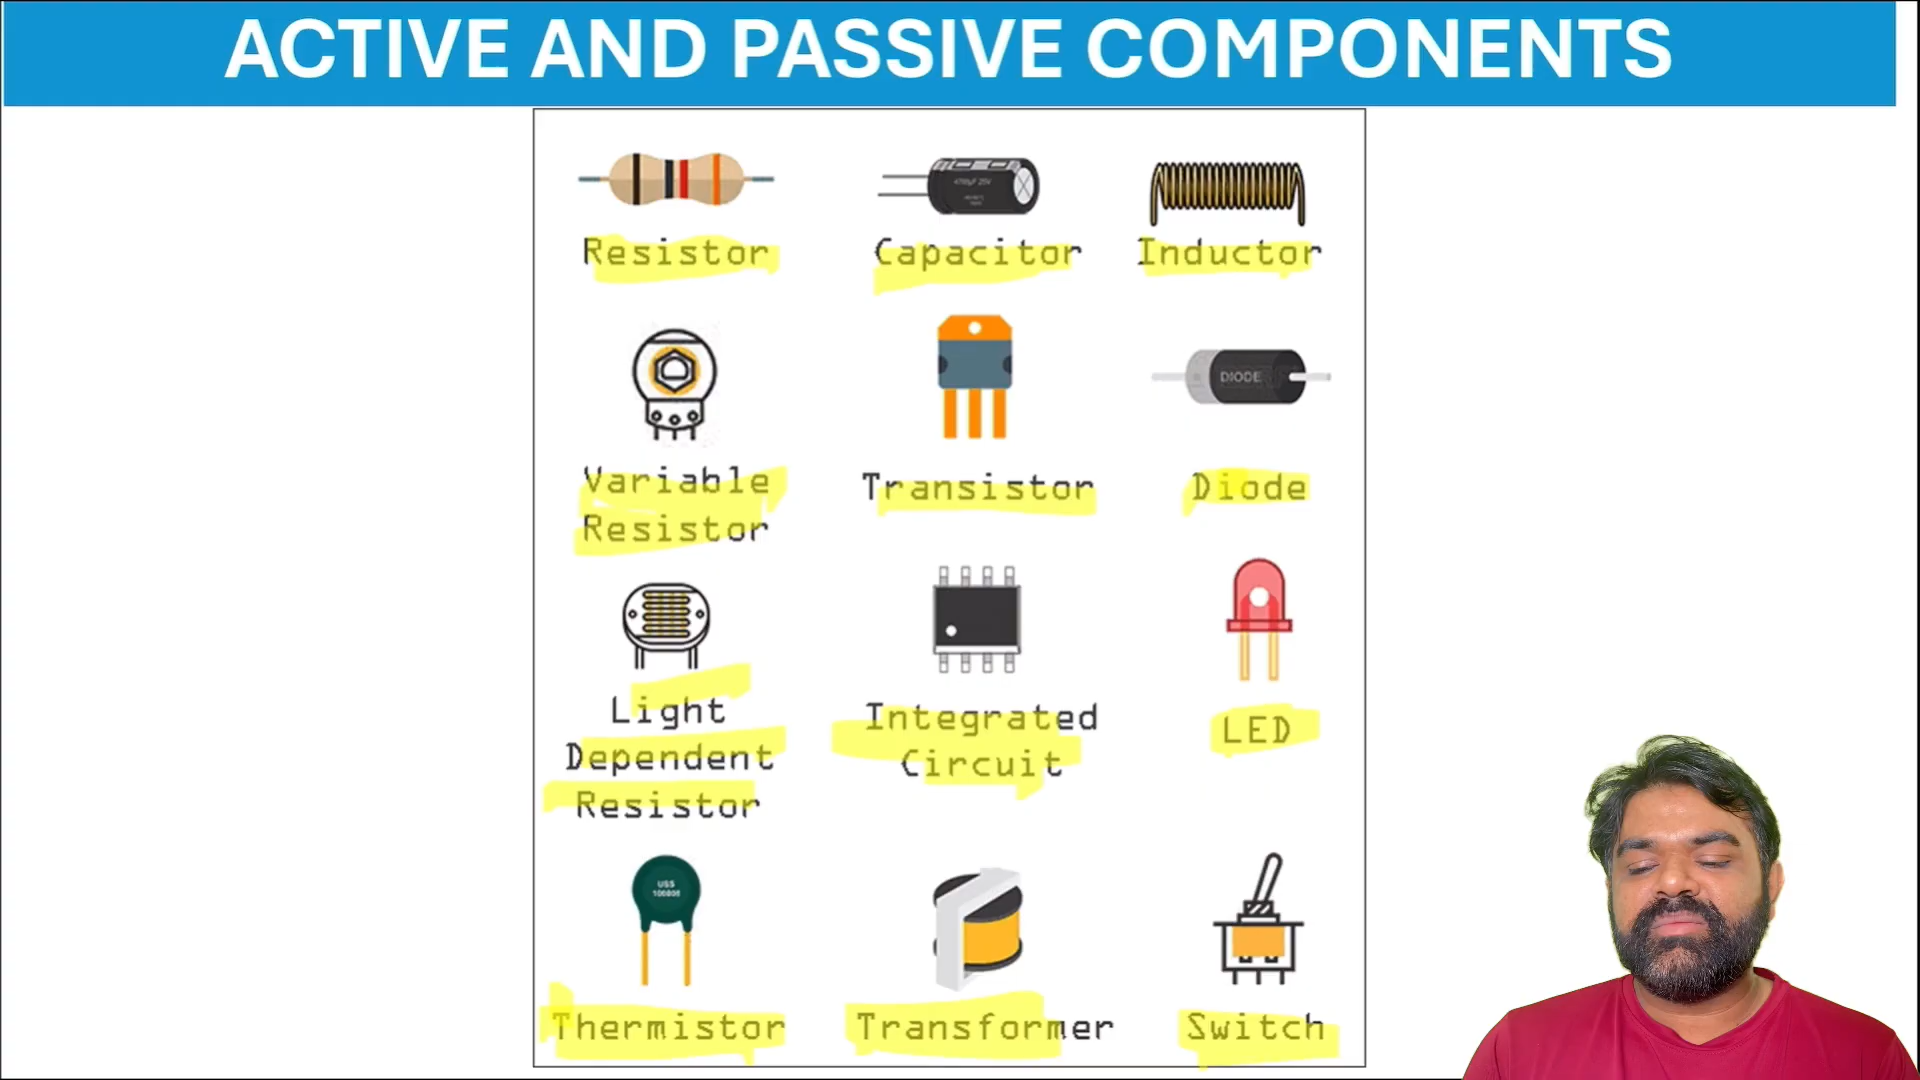 ACTIVE AND PASSIVE COMPONENTS
Resistor
Capacitor
Inductor
DIODE
Variable
Resistor
Transistor
Diode
Light
Dependent
Resistor
Integrated
Circuit
LED
Thermistor
Transformer
Switch